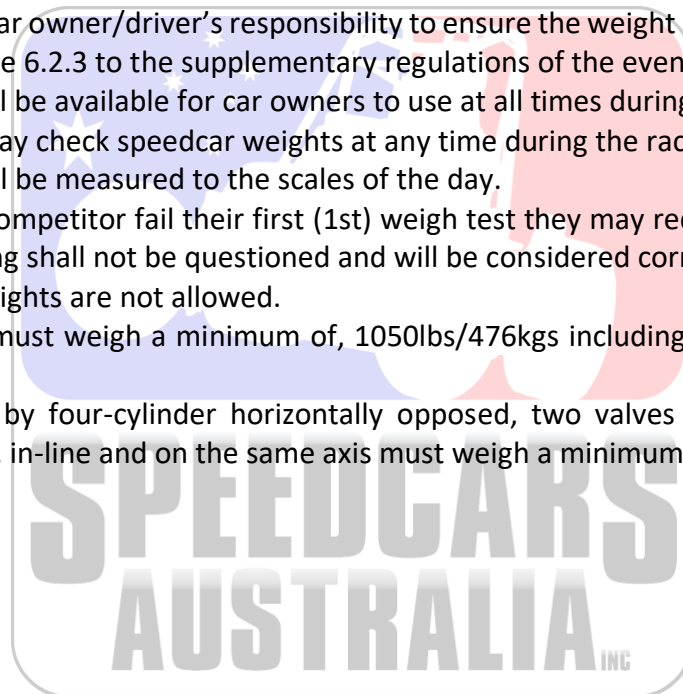 ar owner/driver's responsibility to ensure the weight
e 6.2.3 to the supplementary regulations of the even
l be available for car owners to use at all times during
ay check speedcar weights at any time during the rac
l be measured to the scales of the day.
ompetitor fail their first (1st) weigh test they may rec
g shall not be questioned and will be considered corr
ights are not allowed.
must weigh a minimum of, 1050lbs/476kgs including
by four-cylinder horizontally opposed, two valves
in-line and on the same axis must weigh a minimum
SPEEDCARS
AUSTRALIA INC